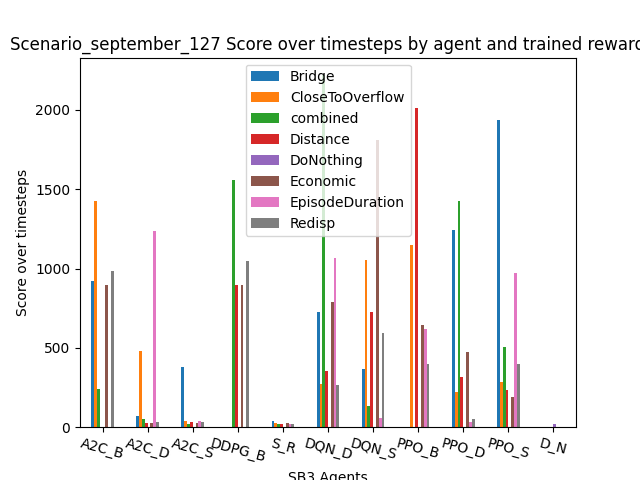 Scenario_september_127 Score over timesteps by agent and trained reward
Bridge
CloseToOverflow
combined
Distance
DoNothing
Economic
EpisodeDuration
Redisp
Score over timesteps
2000
1500
1000
500
0
A2C_B
A2C_D
A2C_S
DDPG_B
S_R
DQN_D
DQN_S
PPO_B
PPO_D
PPO_S
D_N
SB3 Agents